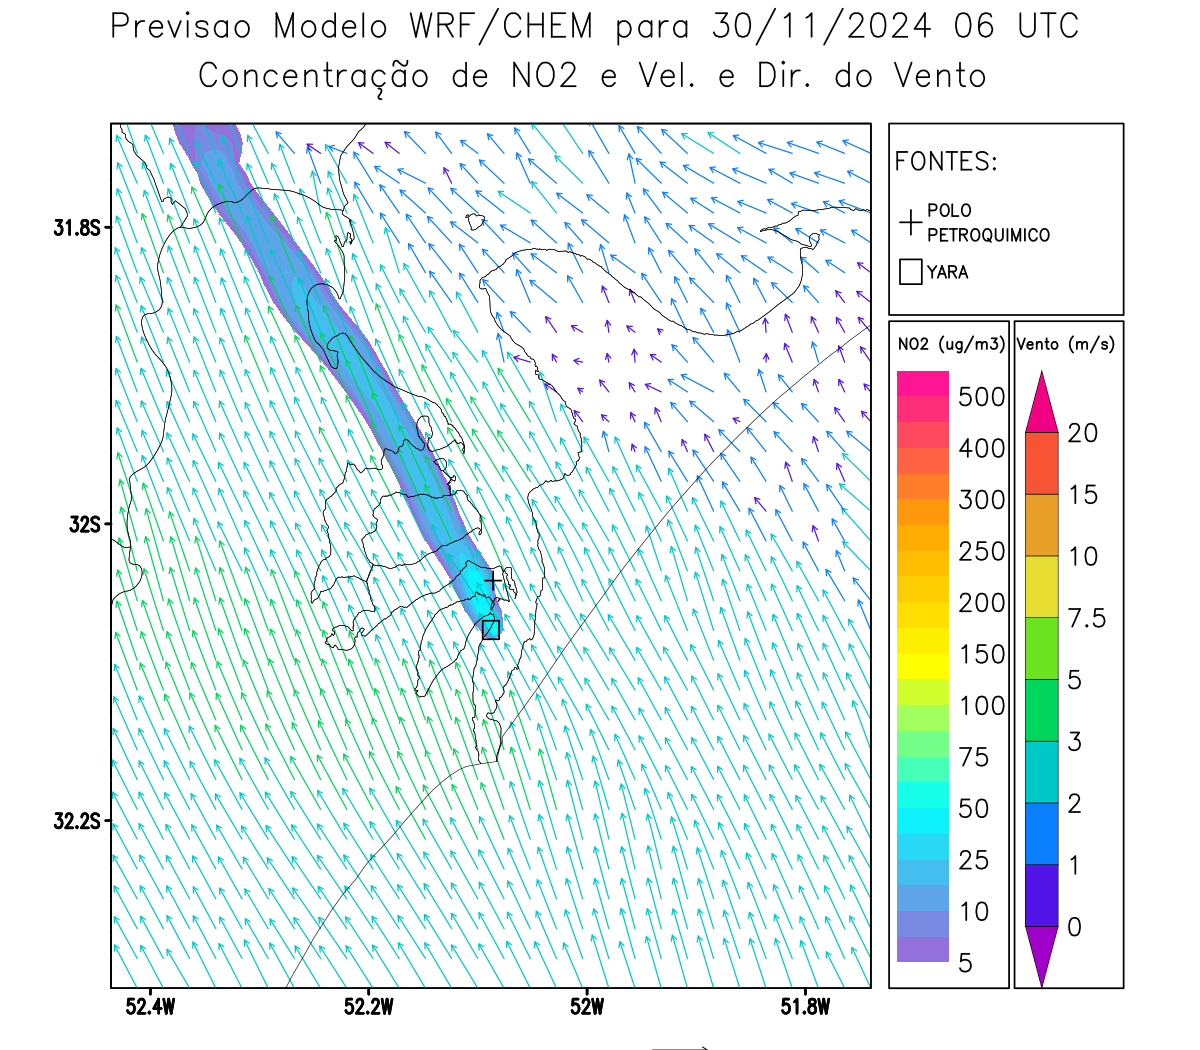 Previsao Modelo WRF/CHEM para 30/11/2024 06 UTC
Concentração de NO2 e Vel. e Dir. do Vento
FONTES:
POLO
PETROQUIMICO
YARA
NO2 (ug/m3)
500
400
300
250
200
150
100
75
50
25
10
5
Vento (m/s)
20
15
10
7.5
5
3
2
1
0
31.8S
32S
32.2S
52.4W
52.2W
52W
51.8W